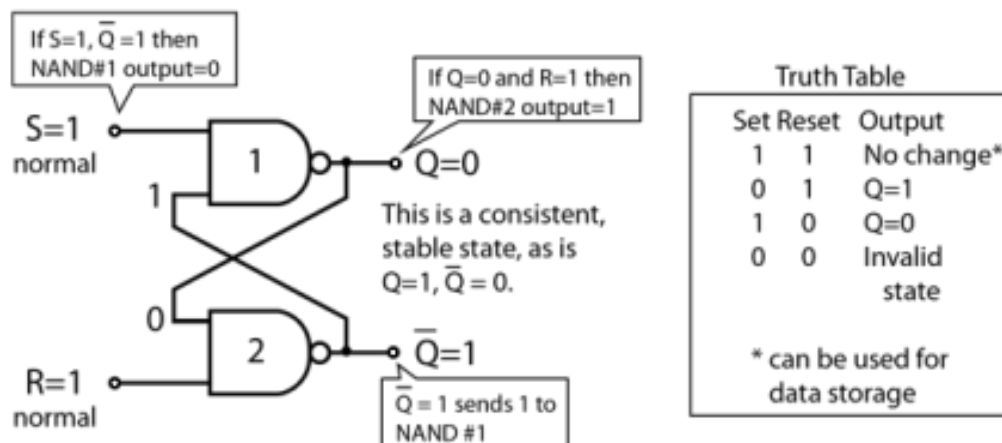 If S=1, Q̅ =1 then
NAND#1 output=0
S=1
normal
1
1
Q=0
If Q=0 and R=1 then
NAND#2 output=1
This is a consistent,
stable state, as is
Q=1, Q̅ = 0.
0
2
Q̅=1
R=1
normal
Q̅ = 1 sends 1 to
NAND #1
Truth Table
Set Reset Output
1 1 No change*
0 1 Q=1
1 0 Q=0
0 0 Invalid
state
* can be used for
data storage